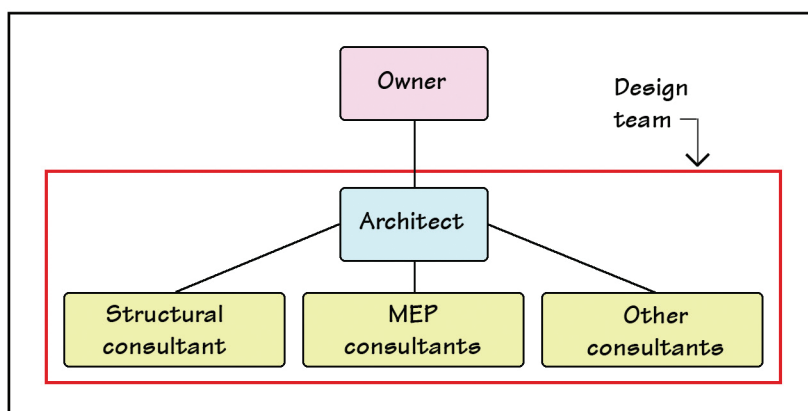 Owner
Design
team
Architect
Structural
consultant
MEP
consultants
Other
consultants